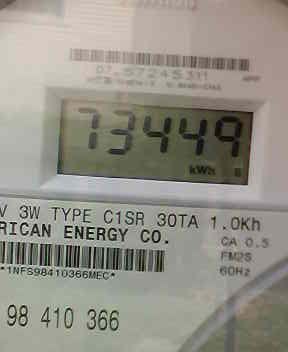 73449
kWh
V 3W TYPE C1SR 30TA 1.0Kh
RICAN ENERGY CO.
CA 0.5
FM2S
60Hz
*1NFS98410366MEC*
98 410 366